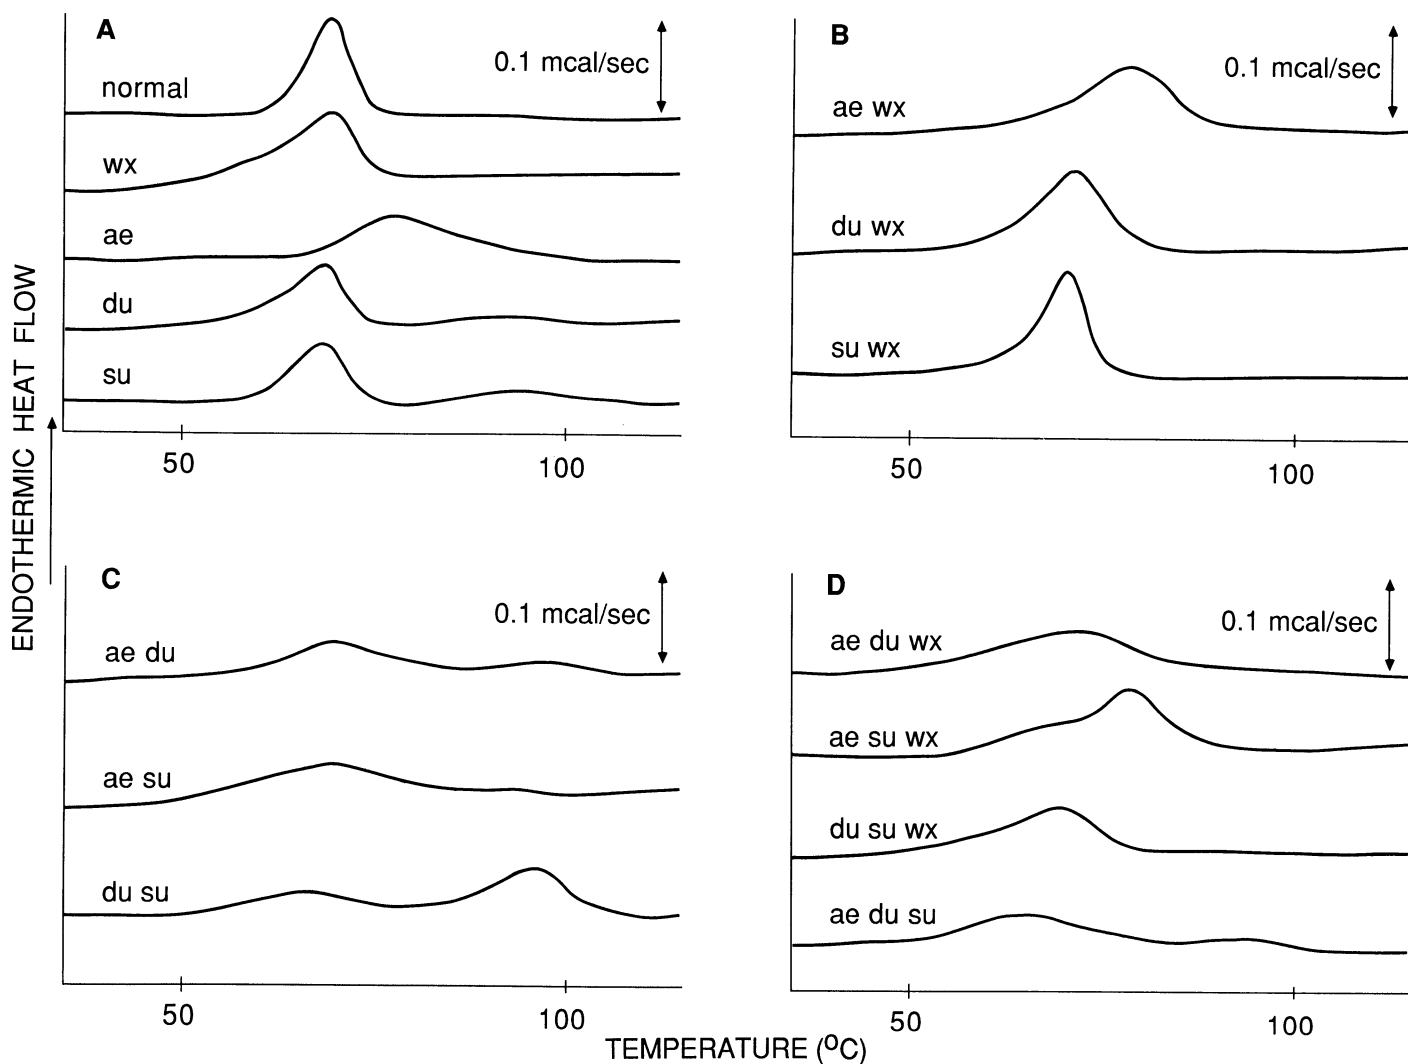 A
0.1 mcal/sec
normal
wx
ae
du
su
50
100
B
0.1 mcal/sec
ae wx
du wx
su wx
50
100
ENDOTHERMIC HEAT FLOW
C
0.1 mcal/sec
ae du
ae su
du su
50
100
D
0.1 mcal/sec
ae du wx
ae su wx
du su wx
ae du su
50
100
TEMPERATURE (°C)